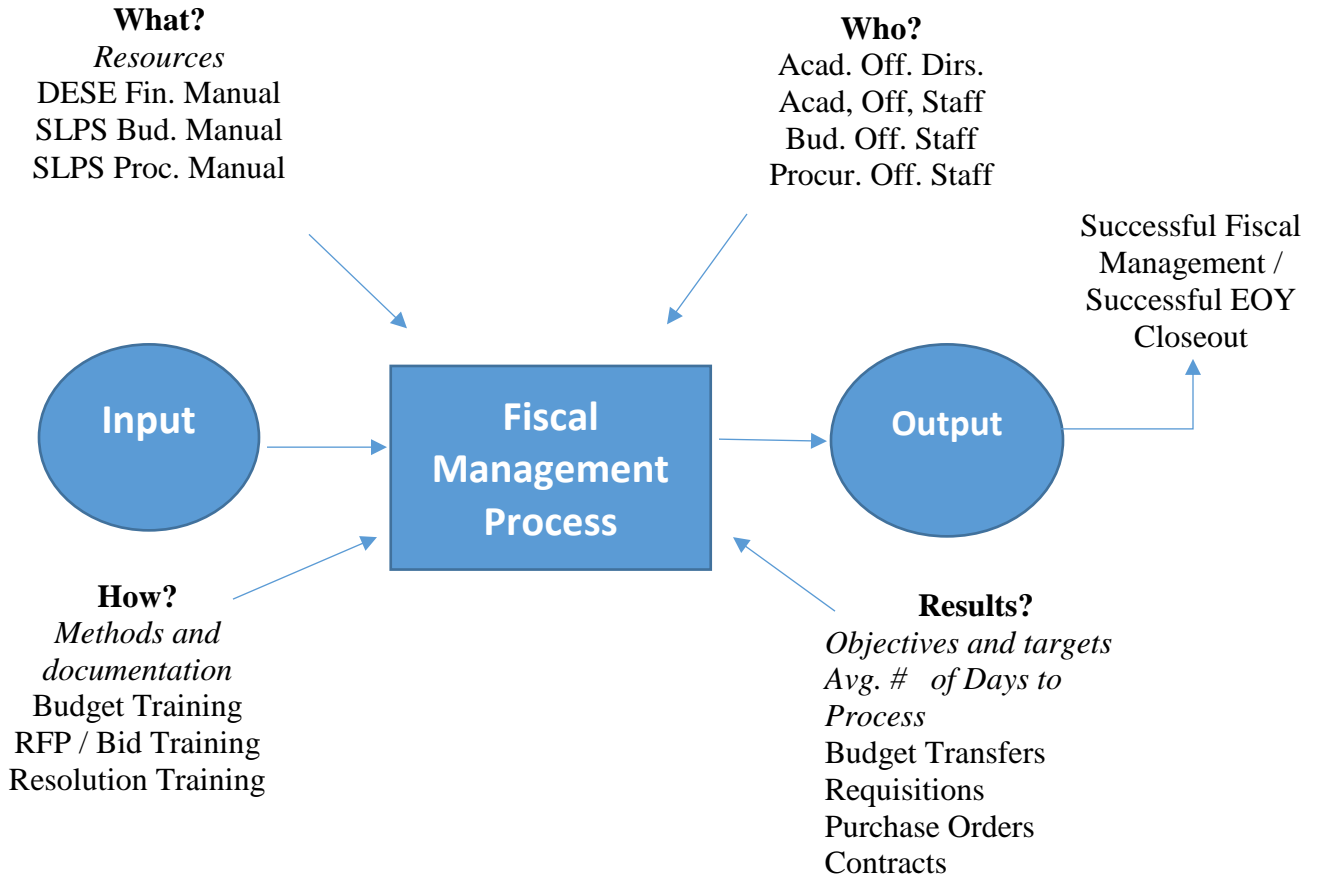 What?
Resources
DESE Fin. Manual
SLPS Bud. Manual
SLPS Proc. Manual
Who?
Acad. Off. Dirs.
Acad, Off, Staff
Bud. Off. Staff
Procur. Off. Staff
Successful Fiscal
Management /
Successful EOY
Closeout
Input
Fiscal
Management
Process
Output
How?
Methods and
documentation
Budget Training
RFP / Bid Training
Resolution Training
Results?
Objectives and targets
Avg. # of Days to
Process
Budget Transfers
Requisitions
Purchase Orders
Contracts